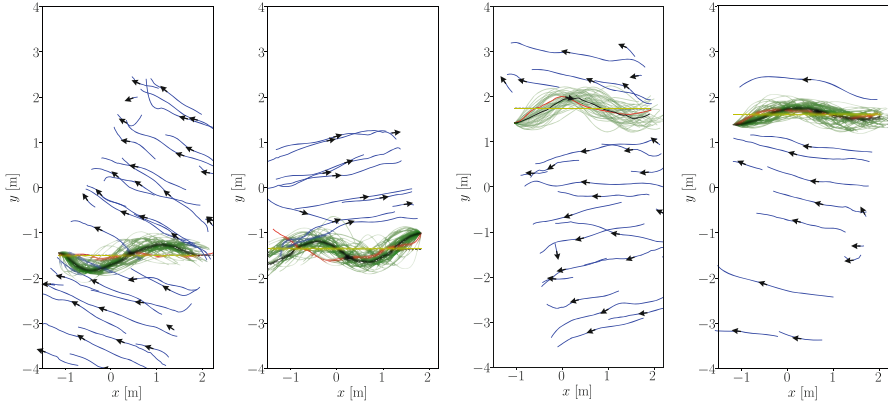 4 4 4 4
3 3 3 3
2 2 2 2
1 1 1 1
y [m] 0 y [m] 0 y [m] 0 y [m] 0
−1 −1 −1 −1
−2 −2 −2 −2
−3 −3 −3 −3
−4 −4 −4 −4
−1 0 1 2 −1 0 1 2 −1 0 1 2 −1 0 1 2
x [m] x [m] x [m] x [m]